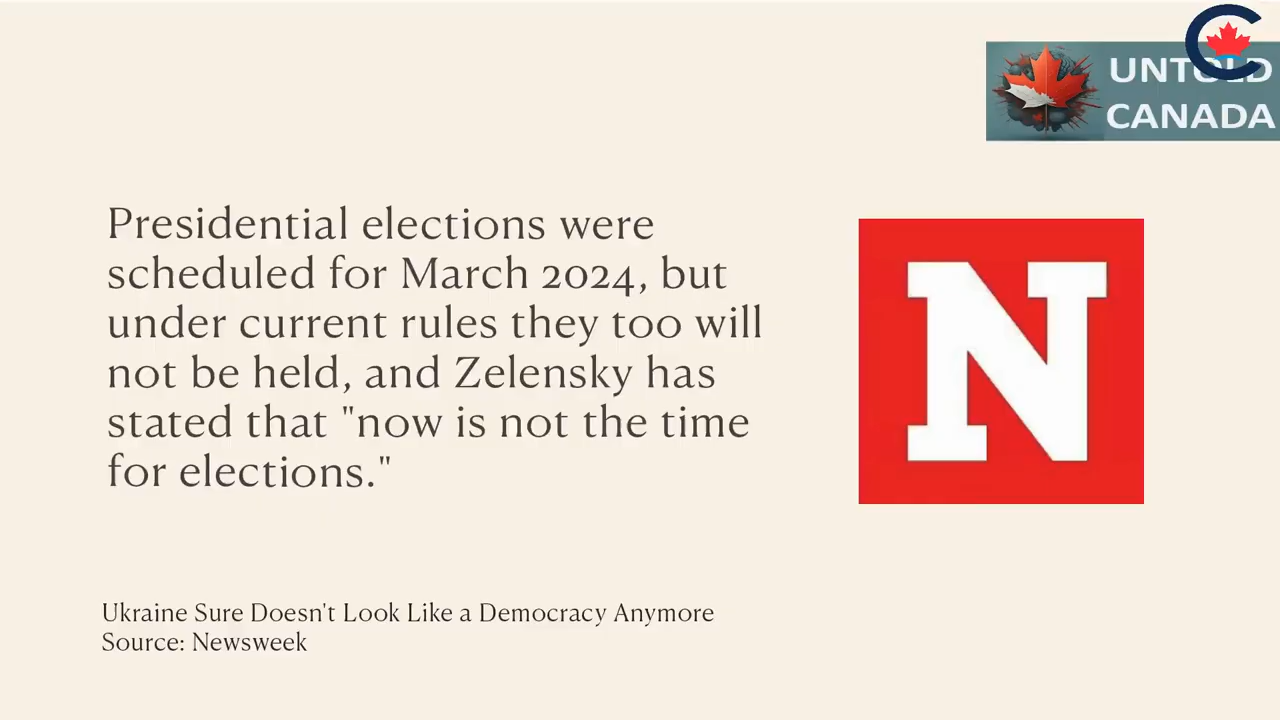 UNTOLD
CANADA
Presidential elections were
scheduled for March 2024, but
under current rules they too will
not be held, and Zelensky has
stated that "now is not the time
for elections."
N
Ukraine Sure Doesn't Look Like a Democracy Anymore
Source: Newsweek